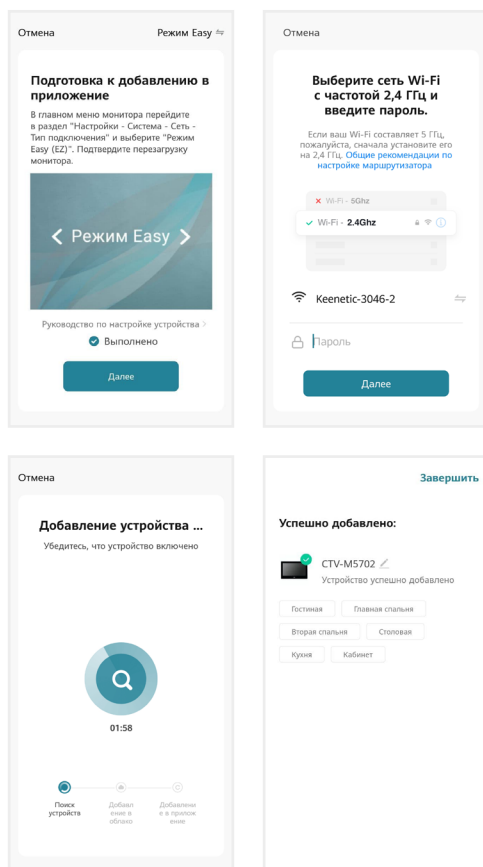 Отмена
Режим Easy
Подготовка к добавлению в
приложение
В главном меню монитора перейдите
в раздел "Настройки - Система - Сеть -
Тип подключения" и выберите "Режим
Easy (EZ)". Подтвердите перезагрузку
монитора.
Режим Easy
Руководство по настройке устройства >
Выполнено
Далее
Отмена
Выберите сеть Wi-Fi
с частотой 2,4 ГГц и
введите пароль.
Если ваш Wi-Fi составляет 5 ГГц,
пожалуйста, сначала установите его
на 2,4 ГГц. Общие рекомендации по
настройке маршрутизатора
Wi-Fi - 5Ghz
Wi-Fi - 2.4Ghz
Keenetic-3046-2
Пароль
Далее
Отмена
Добавление устройства ...
Убедитесь, что устройство включено
01:58
Поиск
устройств
Добавл
ение в
облако
Добавлени
е в прилож
ение
Завершить
Успешно добавлено:
CTV-M5702
Устройство успешно добавлено
Гостиная
Главная спальня
Вторая спальня
Столовая
Кухня
Кабинет